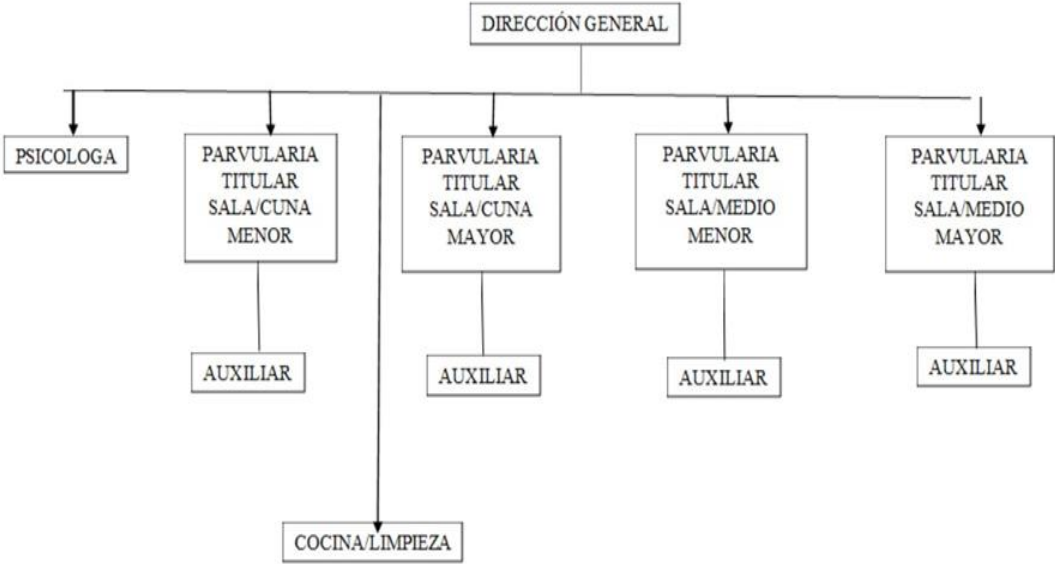 DIRECCIÓN GENERAL
PSICOLOGA
PARVULARIA
TITULAR
SALA/CUNA
MENOR
PARVULARIA
TITULAR
SALA/CUNA
MAYOR
PARVULARIA
TITULAR
SALA/MEDIO
MENOR
PARVULARIA
TITULAR
SALA/MEDIO
MAYOR
AUXILIAR
AUXILIAR
AUXILIAR
AUXILIAR
COCINA/LIMPIEZA